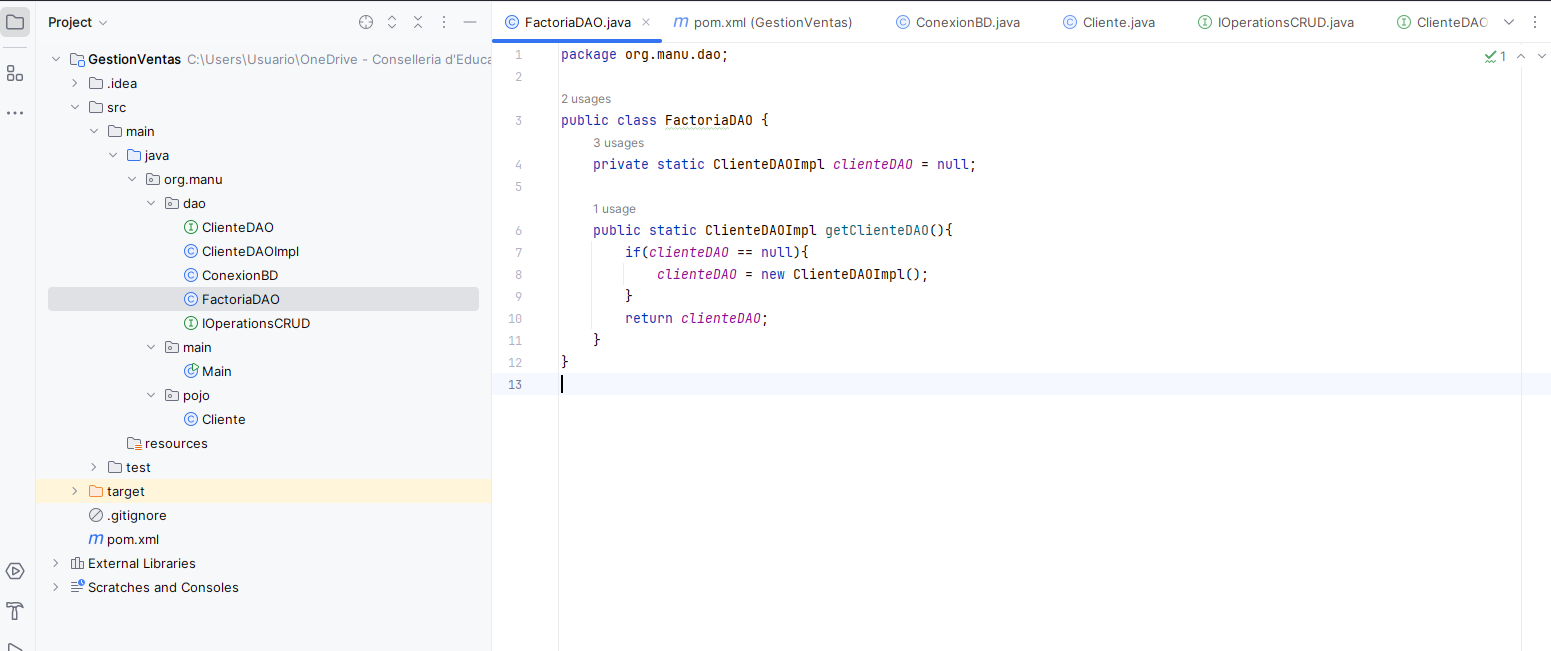 Project
GestionVentas C:\Users\Usuario\OneDrive - Conselleria d'Educa
.idea
src
main
java
org.manu
dao
ClienteDAO
ClienteDAOImpl
ConexionBD
FactoriaDAO
IOperationsCRUD
main
Main
pojo
Cliente
resources
test
target
.gitignore
pom.xml
External Libraries
Scratches and Consoles
FactoriaDAO.java
pom.xml (GestionVentas)
ConexionBD.java
Cliente.java
IOperationsCRUD.java
ClienteDAO
1
1 package org.manu.dao;
2
2 usages
3 public class FactoriaDAO {
3 usages
4 private static ClienteDAOImpl clienteDAO = null;
5
1 usage
6 public static ClienteDAOImpl getClienteDAO(){
7 if(clienteDAO == null){
8 clienteDAO = new ClienteDAOImpl();
9 }
10 return clienteDAO;
11 }
12 }
13